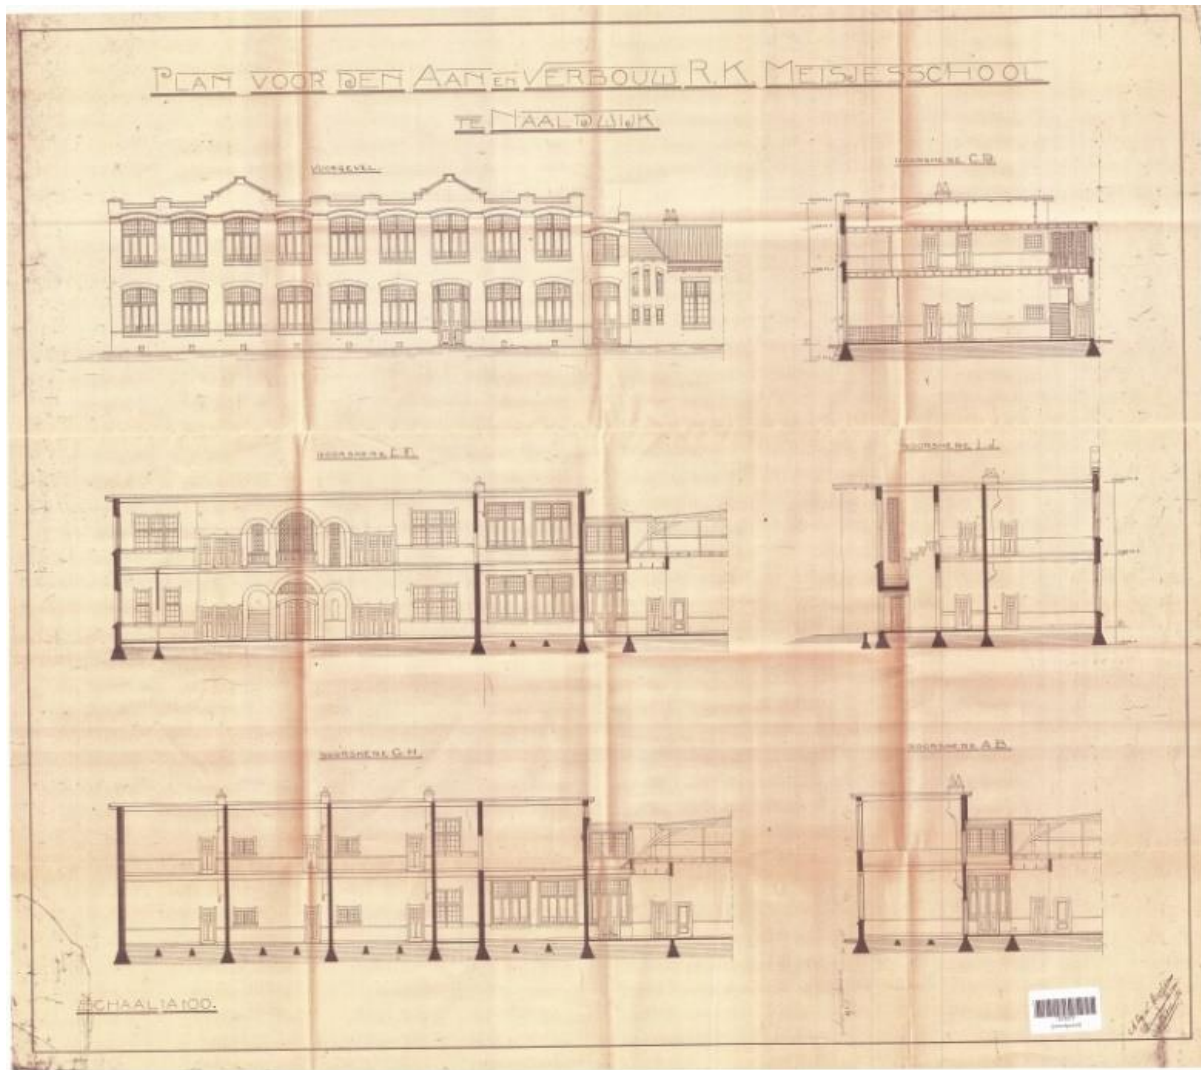 PLAN VOOR DEN AAN EN VERBOUW R.K. MEISJESSCHOOL
TE NAALDWIJK.
VOORGEVEL.
DOORSNEDE C.D.
DOORSNEDE E.F.
DOORSNEDE I.J.
DOORSNEDE G.H.
DOORSNEDE A.B.
SCHAAL 1 A 100.